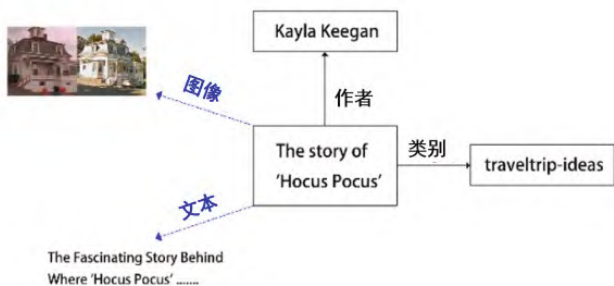 Kayla Keegan
图像
作者
The story of
'Hocus Pocus'
类别
traveltrip-ideas
文本
The Fascinating Story Behind
Where 'Hocus Pocus' .......